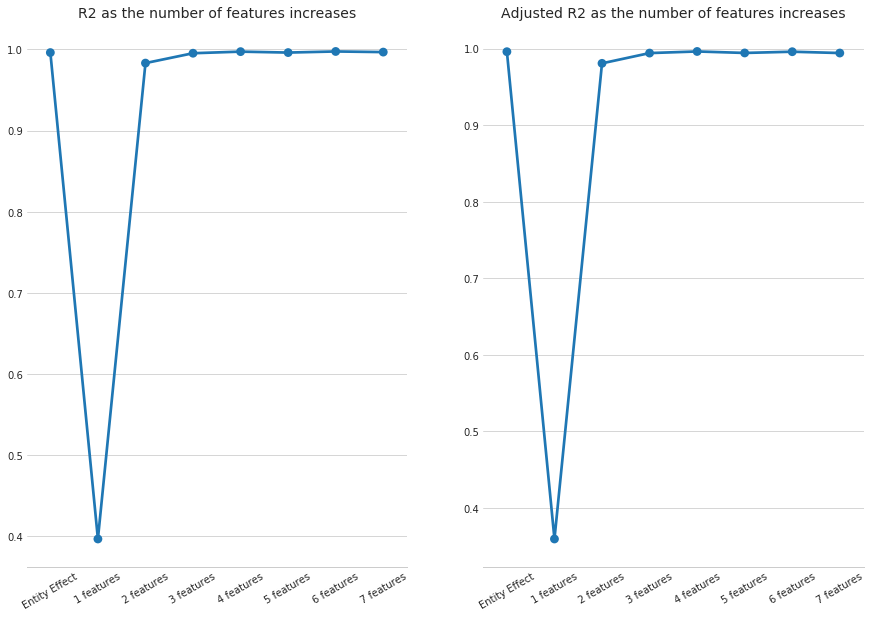 R2 as the number of features increases
1.0
0.9
0.8
0.7
0.6
0.5
0.4
Entity Effect
1 features
2 features
3 features
4 features
5 features
6 features
7 features
Adjusted R2 as the number of features increases
1.0
0.9
0.8
0.7
0.6
0.5
0.4
Entity Effect
1 features
2 features
3 features
4 features
5 features
6 features
7 features